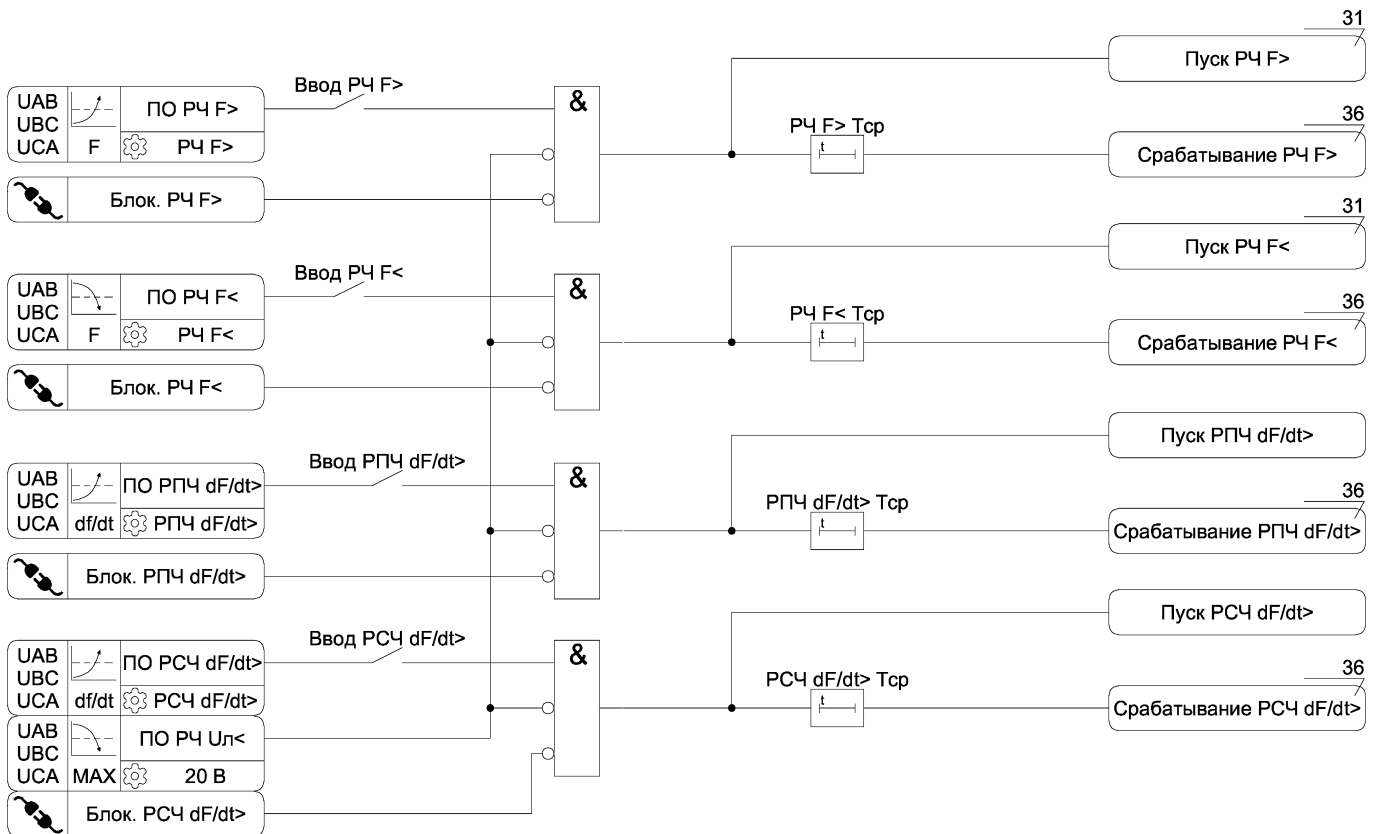 31
Пуск РЧ F>
Ввод РЧ F>
UAB
UBC
UCA
F
ПО РЧ F>
РЧ F>
&
РЧ F> Тср
t
36
Срабатывание РЧ F>
Блок. РЧ F>
31
Пуск РЧ F<
Ввод РЧ F<
UAB
UBC
UCA
F
ПО РЧ F<
РЧ F<
&
РЧ F< Тср
t
36
Срабатывание РЧ F<
Блок. РЧ F<
Пуск РПЧ dF/dt>
Ввод РПЧ dF/dt>
UAB
UBC
UCA
df/dt
ПО РПЧ dF/dt>
РПЧ dF/dt>
&
РПЧ dF/dt> Тср
t
36
Срабатывание РПЧ dF/dt>
Блок. РПЧ dF/dt>
Пуск РСЧ dF/dt>
Ввод РСЧ dF/dt>
UAB
UBC
UCA
df/dt
ПО РСЧ dF/dt>
РСЧ dF/dt>
&
РСЧ dF/dt> Тср
t
36
Срабатывание РСЧ dF/dt>
UAB
UBC
UCA
MAX
ПО РЧ Uл<
20 В
Блок. РСЧ dF/dt>